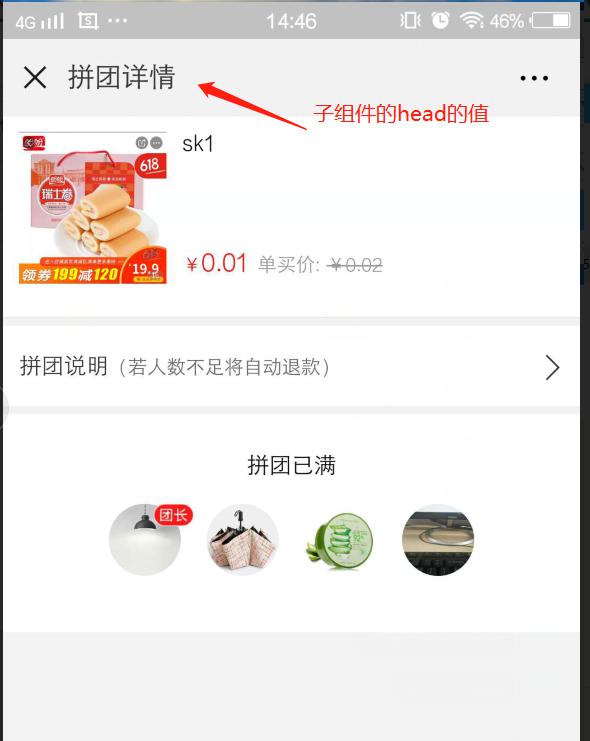 4G 14:46 46%
拼团详情
子组件的head的值
sk1
618
瑞士卷
领券199减120
19.9
¥0.01 单买价: ¥0.02
拼团说明（若人数不足将自动退款）
拼团已满
团长